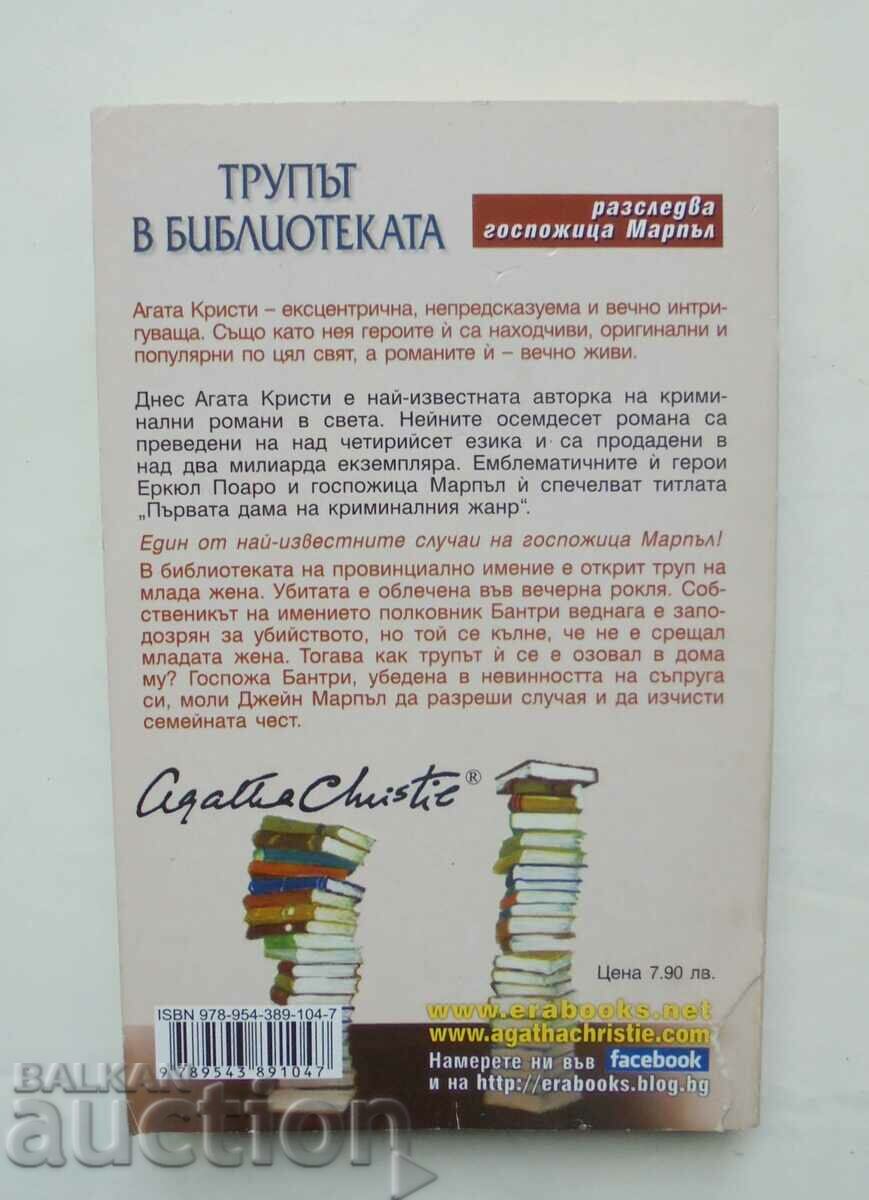 ТРУПЪТ
В БИБЛИОТЕКАТА
разследва
госпожица Марпъл
Агата Кристи – ексцентрична, непредсказуема и вечно интри-
гуваща. Също като нея героите ѝ са находчиви, оригинални и
популярни по цял свят, а романите ѝ – вечно живи.
Днес Агата Кристи е най-известната авторка на крими-
нални романи в света. Нейните осемдесет романа са
преведени на над четирийсет езика и са продадени в
над два милиарда екземпляра. Емблематичните ѝ герои
Еркюл Поаро и госпожица Марпъл ѝ спечелват титлата
„Първата дама на криминалния жанр“.
Един от най-известните случаи на госпожица Марпъл!
В библиотеката на провинциално имение е открит труп на
млада жена. Убитата е облечена във вечерна рокля. Соб-
ственикът на имението полковник Бантри веднага е запо-
дозрян за убийството, но той се кълне, че не е срещал
младата жена. Тогава как трупът ѝ се е озовал в дома
му? Госпожа Бантри, убедена в невинността на съпруга
си, моли Джейн Марпъл да разреши случая и да изчисти
семейната чест.
Agatha Christie®
Цена 7.90 лв.
ISBN 978-954-389-104-7
9 789543 891047
www.erabooks.net
www.agathachristie.com
Намерете ни във facebook
и на http://erabooks.blog.bg
BALKAN
auction